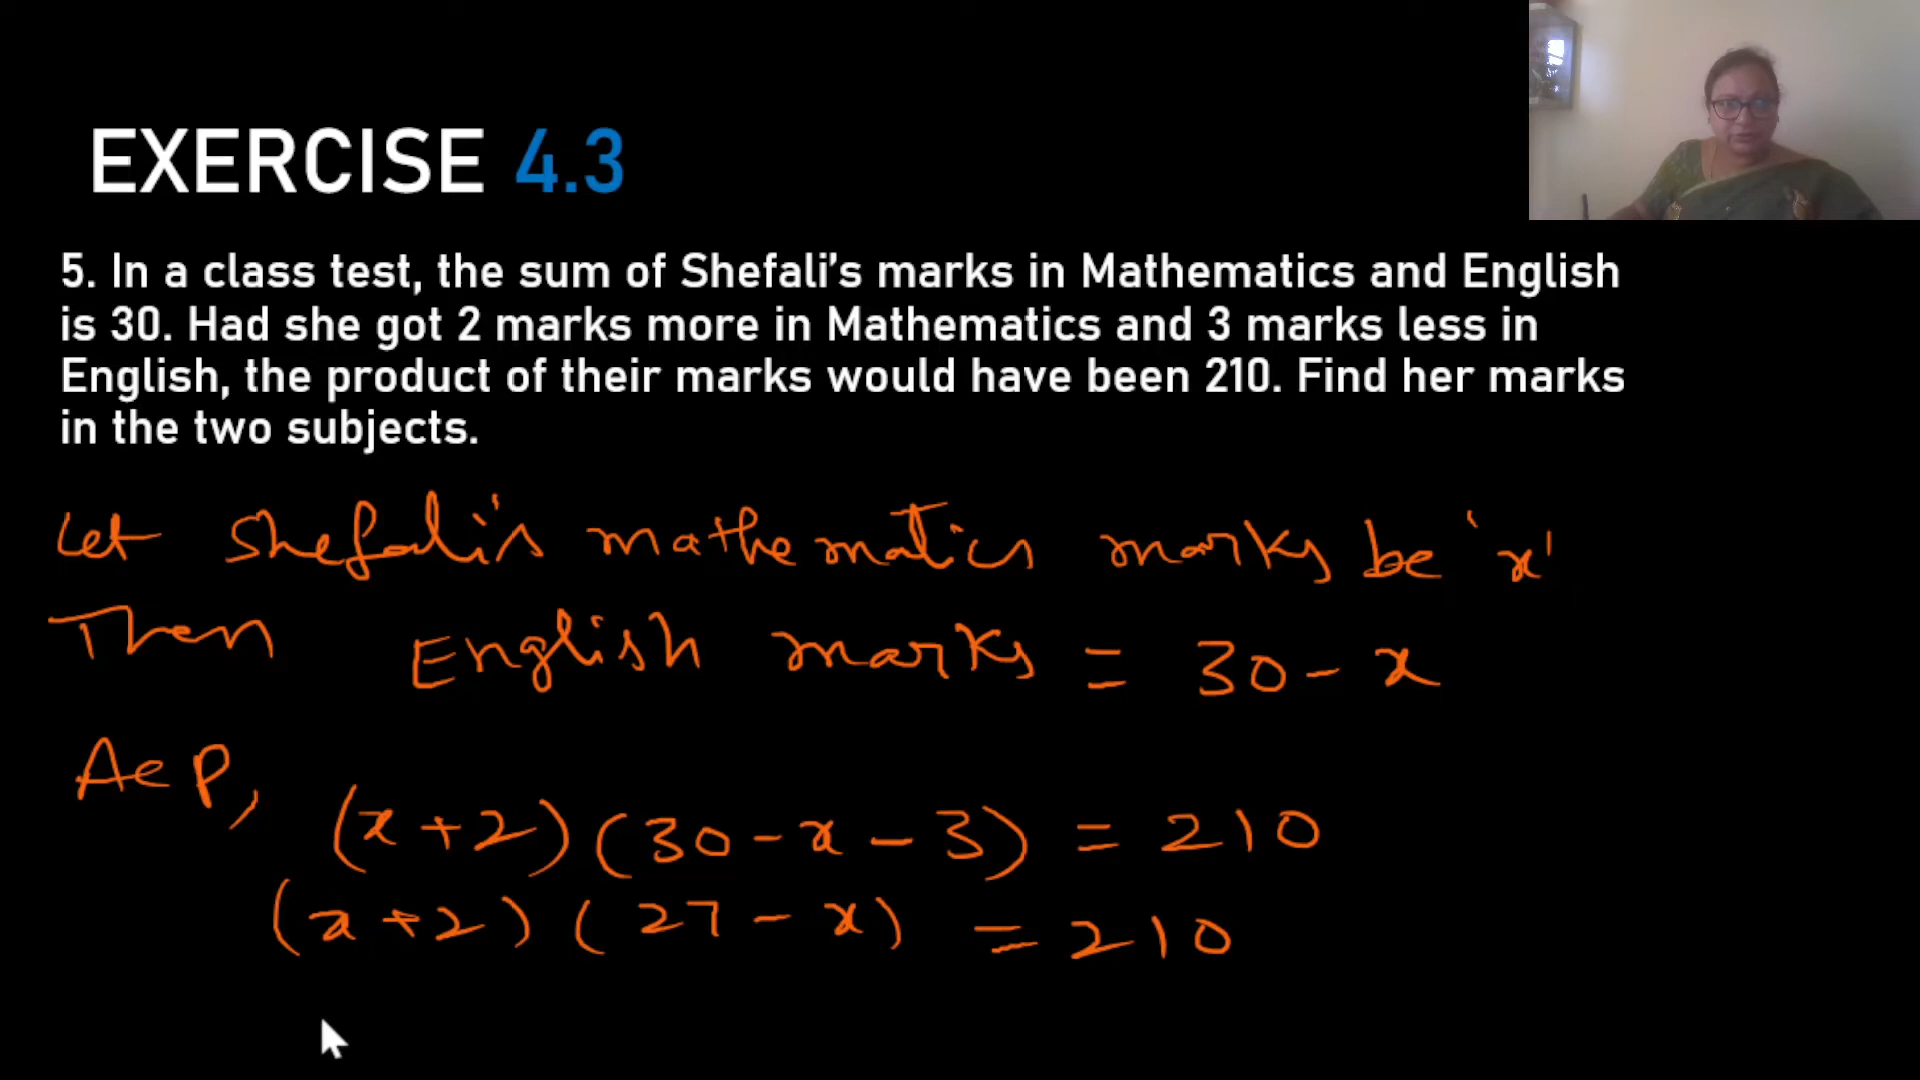 EXERCISE 4.3
5. In a class test, the sum of Shefali's marks in Mathematics and English
is 30. Had she got 2 marks more in Mathematics and 3 marks less in
English, the product of their marks would have been 210. Find her marks
in the two subjects.
Let Shefali's mathematics marks be 'x'
Then English marks = 30 - x
AeP,
(x + 2) (30 - x - 3) = 210
(x + 2) (27 - x) = 210